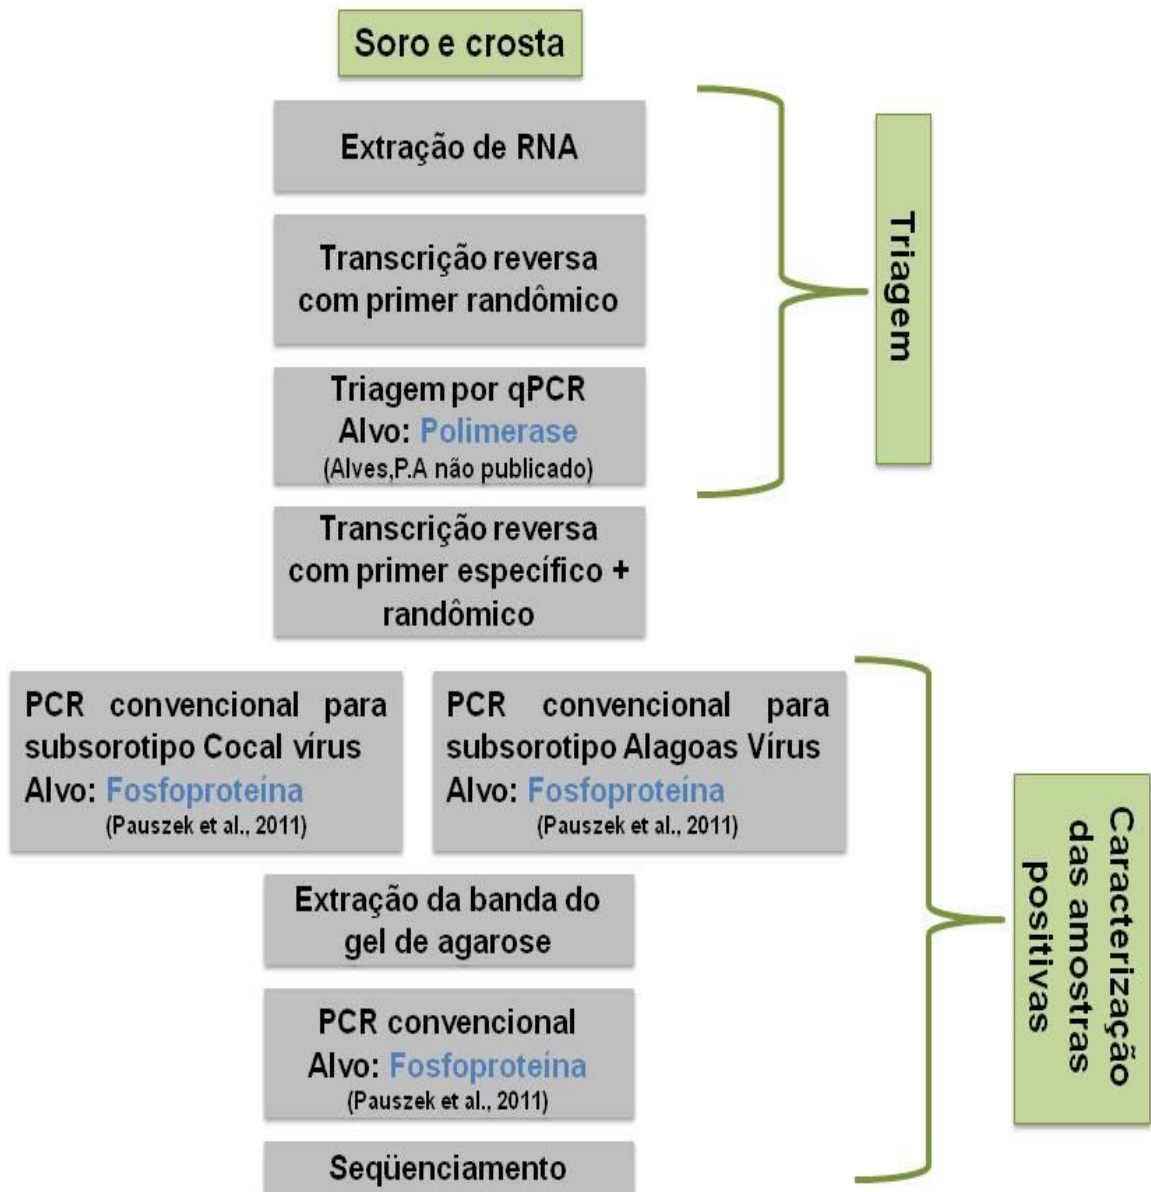 Soro e crosta
Extração de RNA
Transcrição reversa
com primer randômico
Triagem por qPCR
Alvo: Polimerase
(Alves,P.A não publicado)
Triagem
Transcrição reversa
com primer específico +
randômico
PCR convencional para
subsorotipo Cocal vírus
Alvo: Fosfoproteína
(Pauszek et al., 2011)
PCR convencional para
subsorotipo Alagoas Vírus
Alvo: Fosfoproteína
(Pauszek et al., 2011)
Extração da banda do
gel de agarose
PCR convencional
Alvo: Fosfoproteína
(Pauszek et al., 2011)
Seqüenciamento
Caracterização
das amostras
positivas